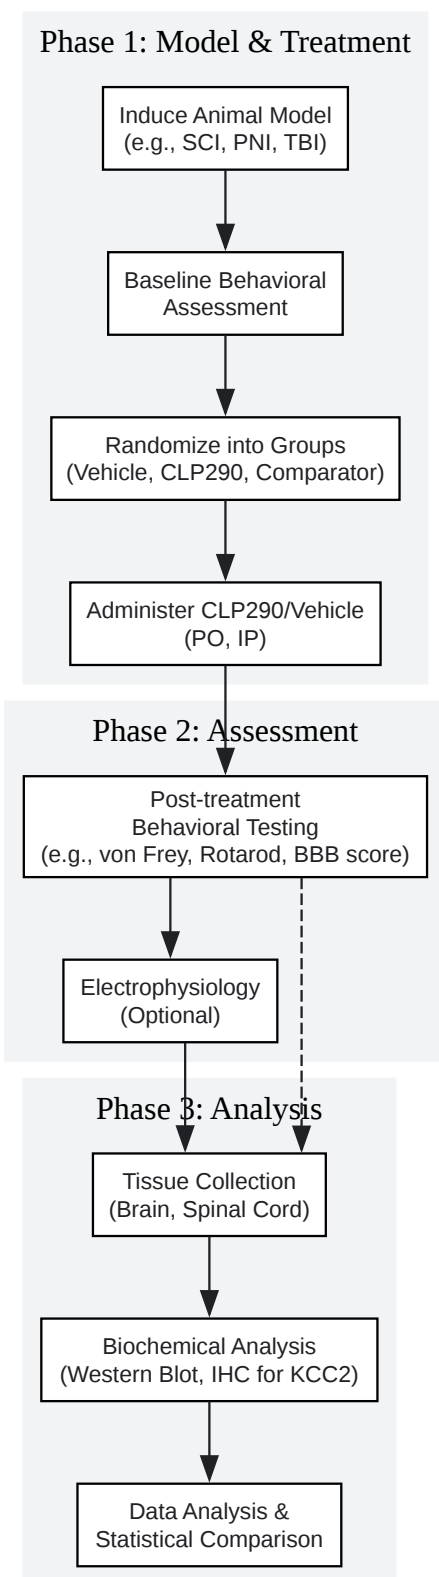 Phase 1: Model & Treatment
Induce Animal Model
(e.g., SCI, PNI, TBI)
Baseline Behavioral
Assessment
Randomize into Groups
(Vehicle, CLP290, Comparator)
Administer CLP290/Vehicle
(PO, IP)
Phase 2: Assessment
Post-treatment
Behavioral Testing
(e.g., von Frey, Rotarod, BBB score)
Electrophysiology
(Optional)
Phase 3: Analysis
Tissue Collection
(Brain, Spinal Cord)
Biochemical Analysis
(Western Blot, IHC for KCC2)
Data Analysis &
Statistical Comparison